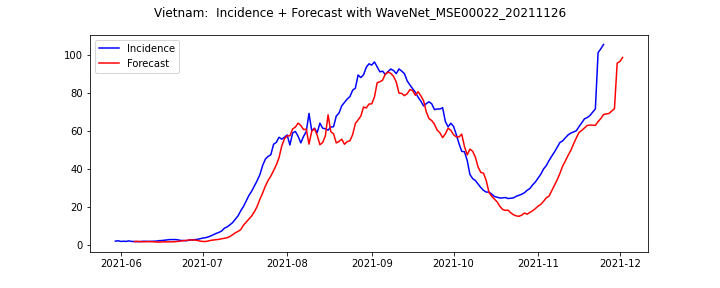 Vietnam:  Incidence + Forecast with WaveNet_MSE00022_20211126
Incidence
Forecast
100
80
60
40
20
0
2021-06 2021-07 2021-08 2021-09 2021-10 2021-11 2021-12